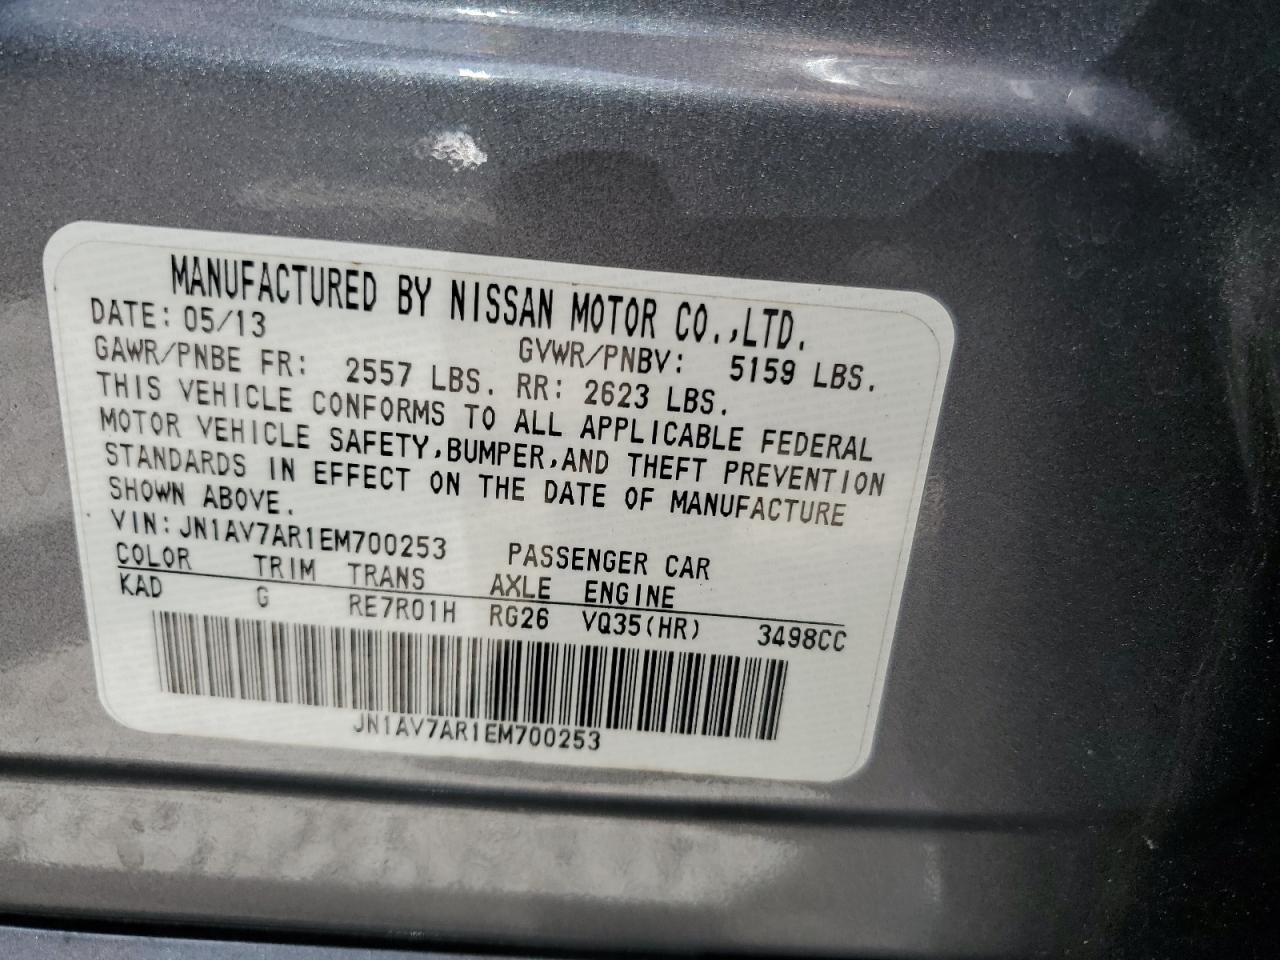 MANUFACTURED BY NISSAN MOTOR CO.,LTD.
DATE: 05/13 GVWR/PNBV: 5159 LBS.
GAWR/PNBE FR: 2557 LBS. RR: 2623 LBS.
THIS VEHICLE CONFORMS TO ALL APPLICABLE FEDERAL
MOTOR VEHICLE SAFETY,BUMPER,AND THEFT PREVENTION
STANDARDS IN EFFECT ON THE DATE OF MANUFACTURE
SHOWN ABOVE.
VIN: JN1AV7AR1EM700253 PASSENGER CAR
COLOR TRIM TRANS AXLE ENGINE
KAD G RE7R01H RG26 VQ35(HR) 3498CC
JN1AV7AR1EM700253